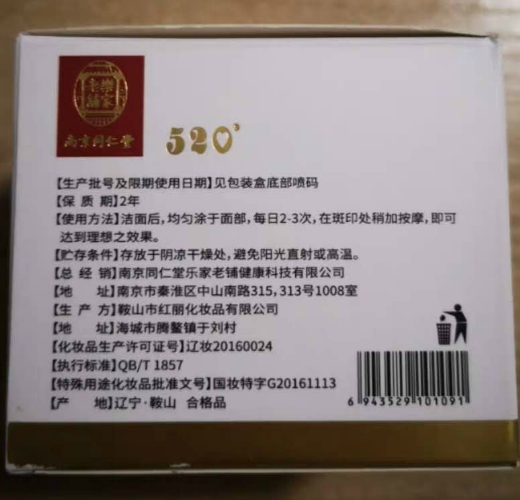 老樂
鋪家
南京同仁堂
520
【生产批号及限期使用日期】见包装盒底部喷码
【保 质 期】2年
【使用方法】洁面后，均匀涂于面部，每日2-3次，在斑印处稍加按摩，即可
达到理想之效果。
【贮存条件】存放于阴凉干燥处，避免阳光直射或高温。
【总 经 销】南京同仁堂乐家老铺健康科技有限公司
【地 址】南京市秦淮区中山南路315，313号1008室
【生 产 方】鞍山市红丽化妆品有限公司
【地 址】海城市腾鳌镇于刘村
【化妆品生产许可证号】辽妆20160024
【执行标准】QB/T 1857
【特殊用途化妆品批准文号】国妆特字G20161113
【产 地】辽宁·鞍山 合格品
6 943529 101091